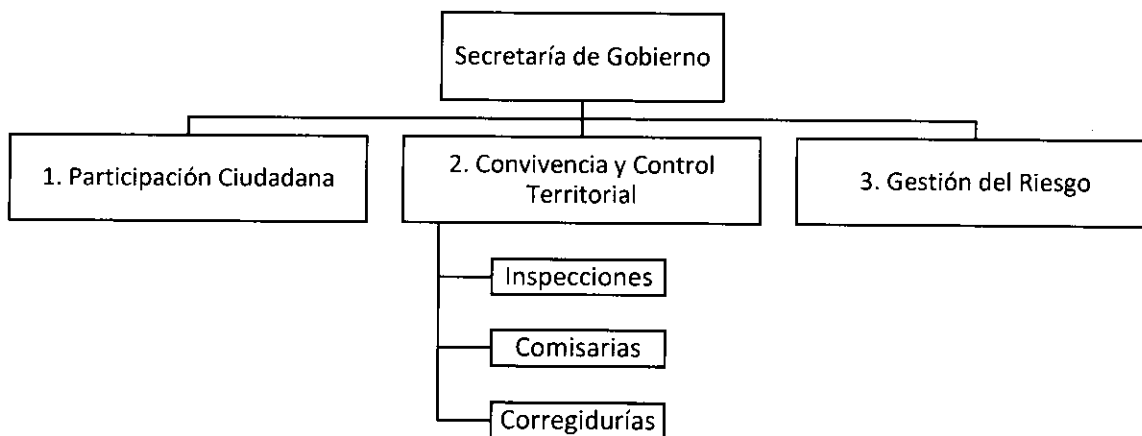 Secretaría de Gobierno
1. Participación Ciudadana
2. Convivencia y Control
Territorial
3. Gestión del Riesgo
Inspecciones
Comisarias
Corregidurías